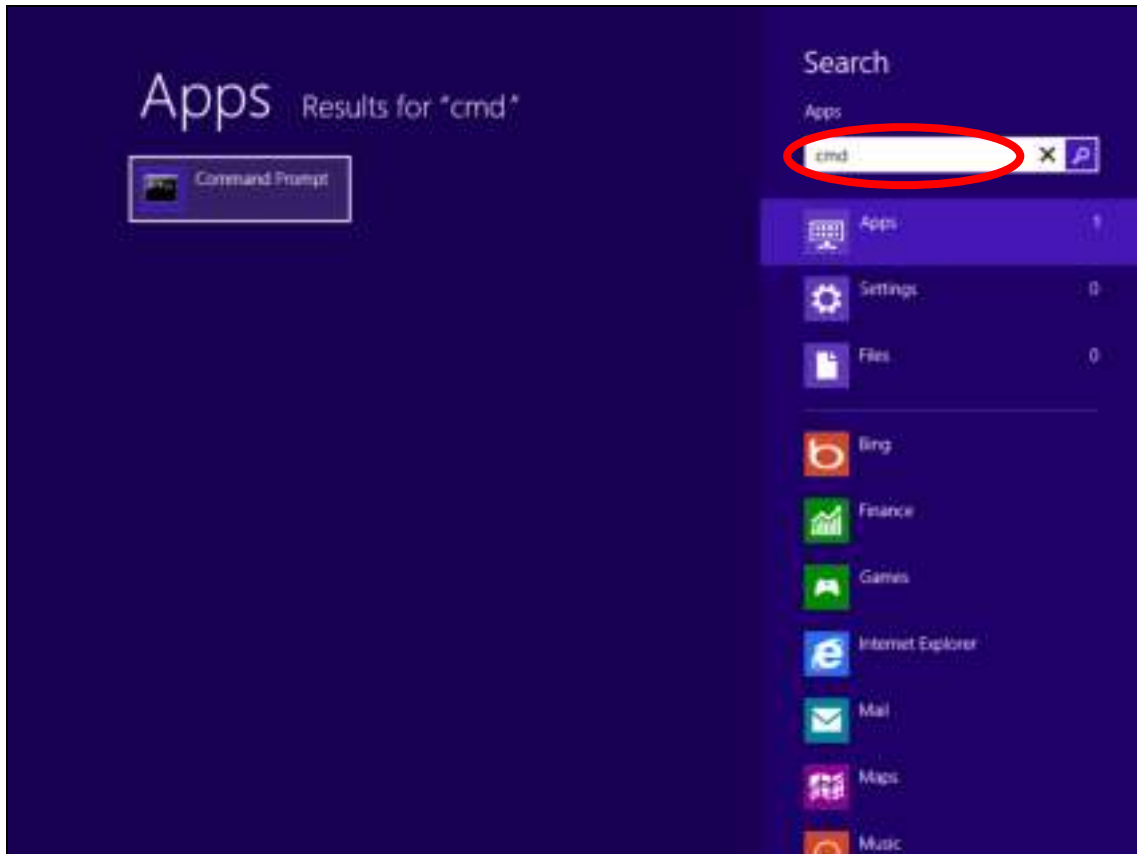 Apps Results for "cmd"
Command Prompt
Search
Apps
cmd
Apps 1
Settings 0
Files 0
Bing
Finance
Games
Internet Explorer
Mail
Maps
Music